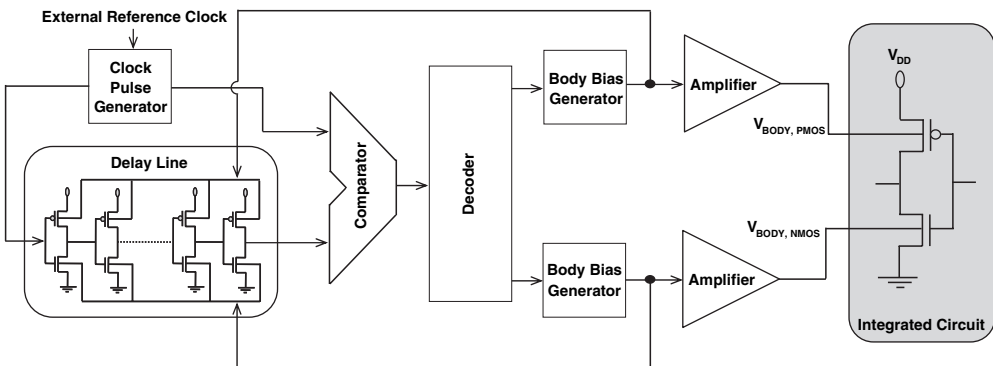 External Reference Clock
Clock
Pulse
Generator
Delay Line
Comparator
Decoder
Body Bias
Generator
Amplifier
Body Bias
Generator
Amplifier
V_DD
V_BODY, PMOS
V_BODY, NMOS
Integrated Circuit